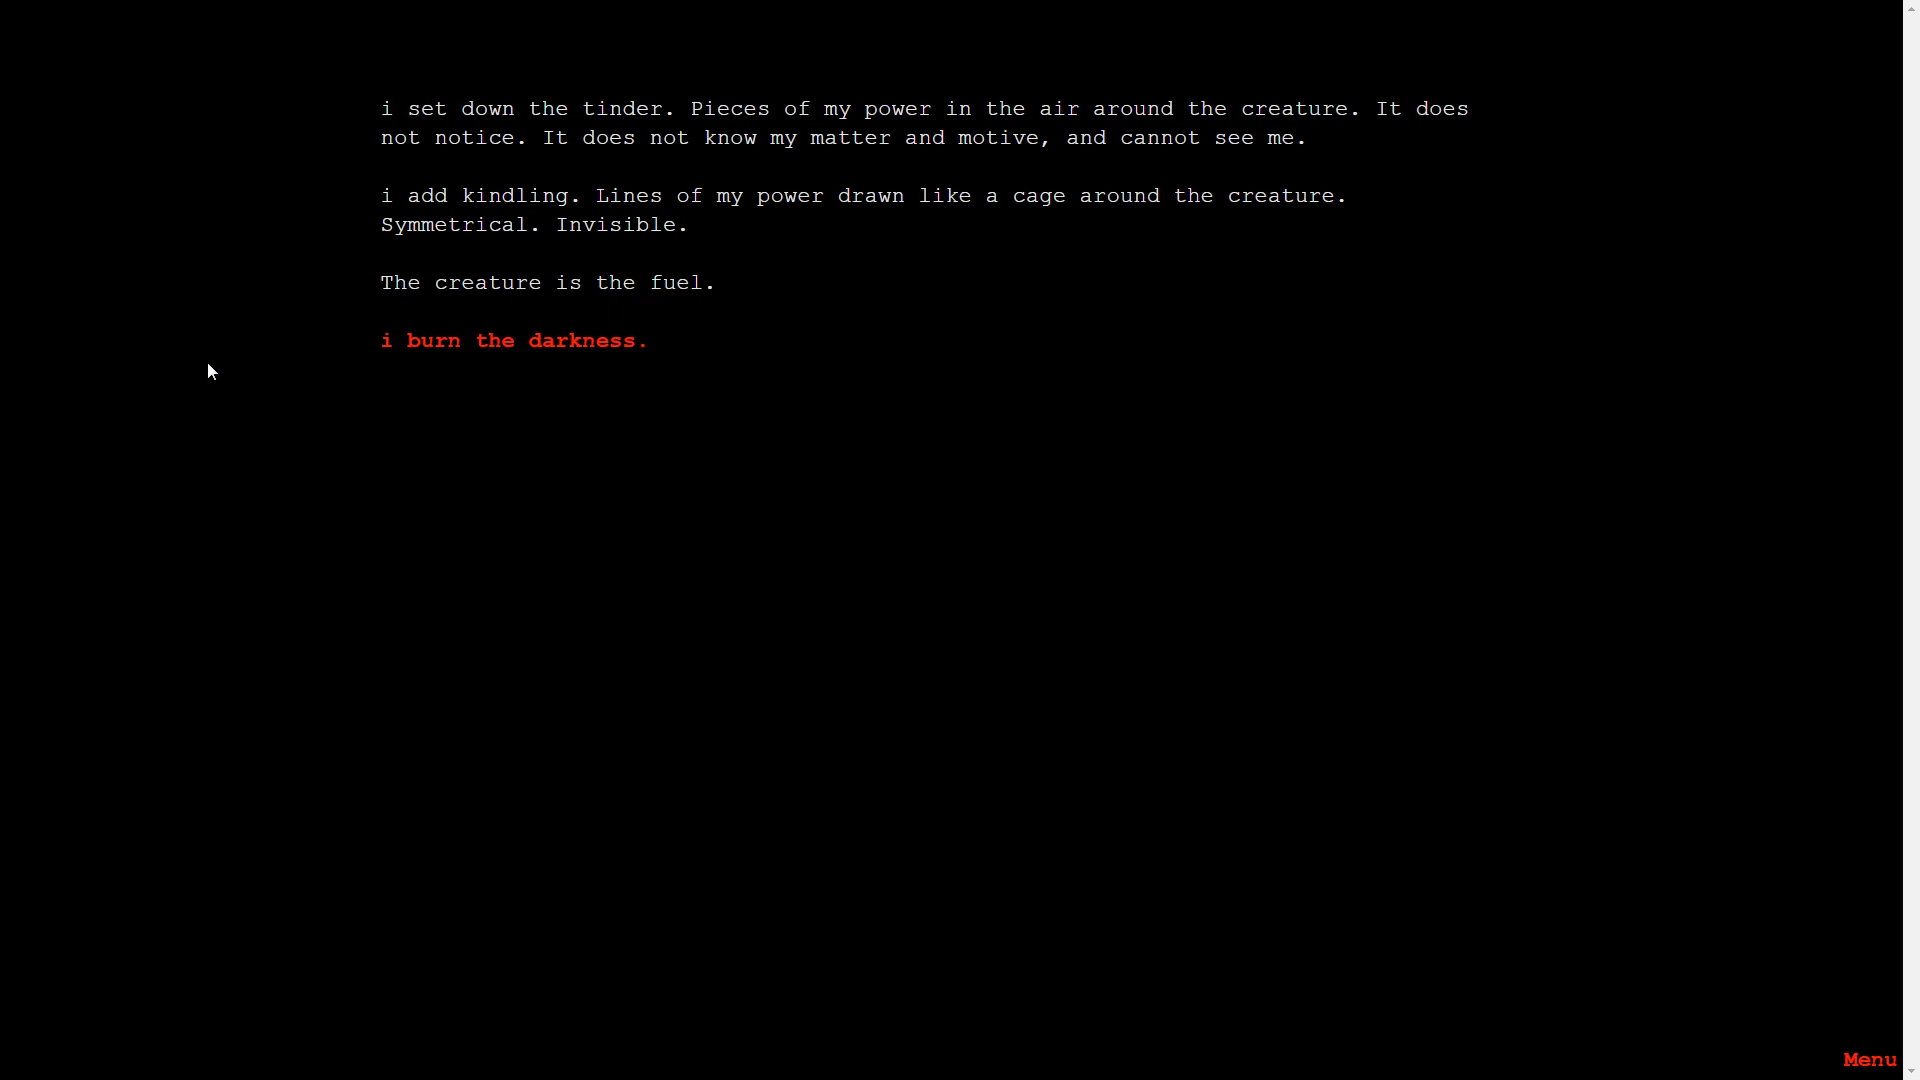 i set down the tinder. Pieces of my power in the air around the creature. It does
not notice. It does not know my matter and motive, and cannot see me.
i add kindling. Lines of my power drawn like a cage around the creature.
Symmetrical. Invisible.
The creature is the fuel.
i burn the darkness.
Menu